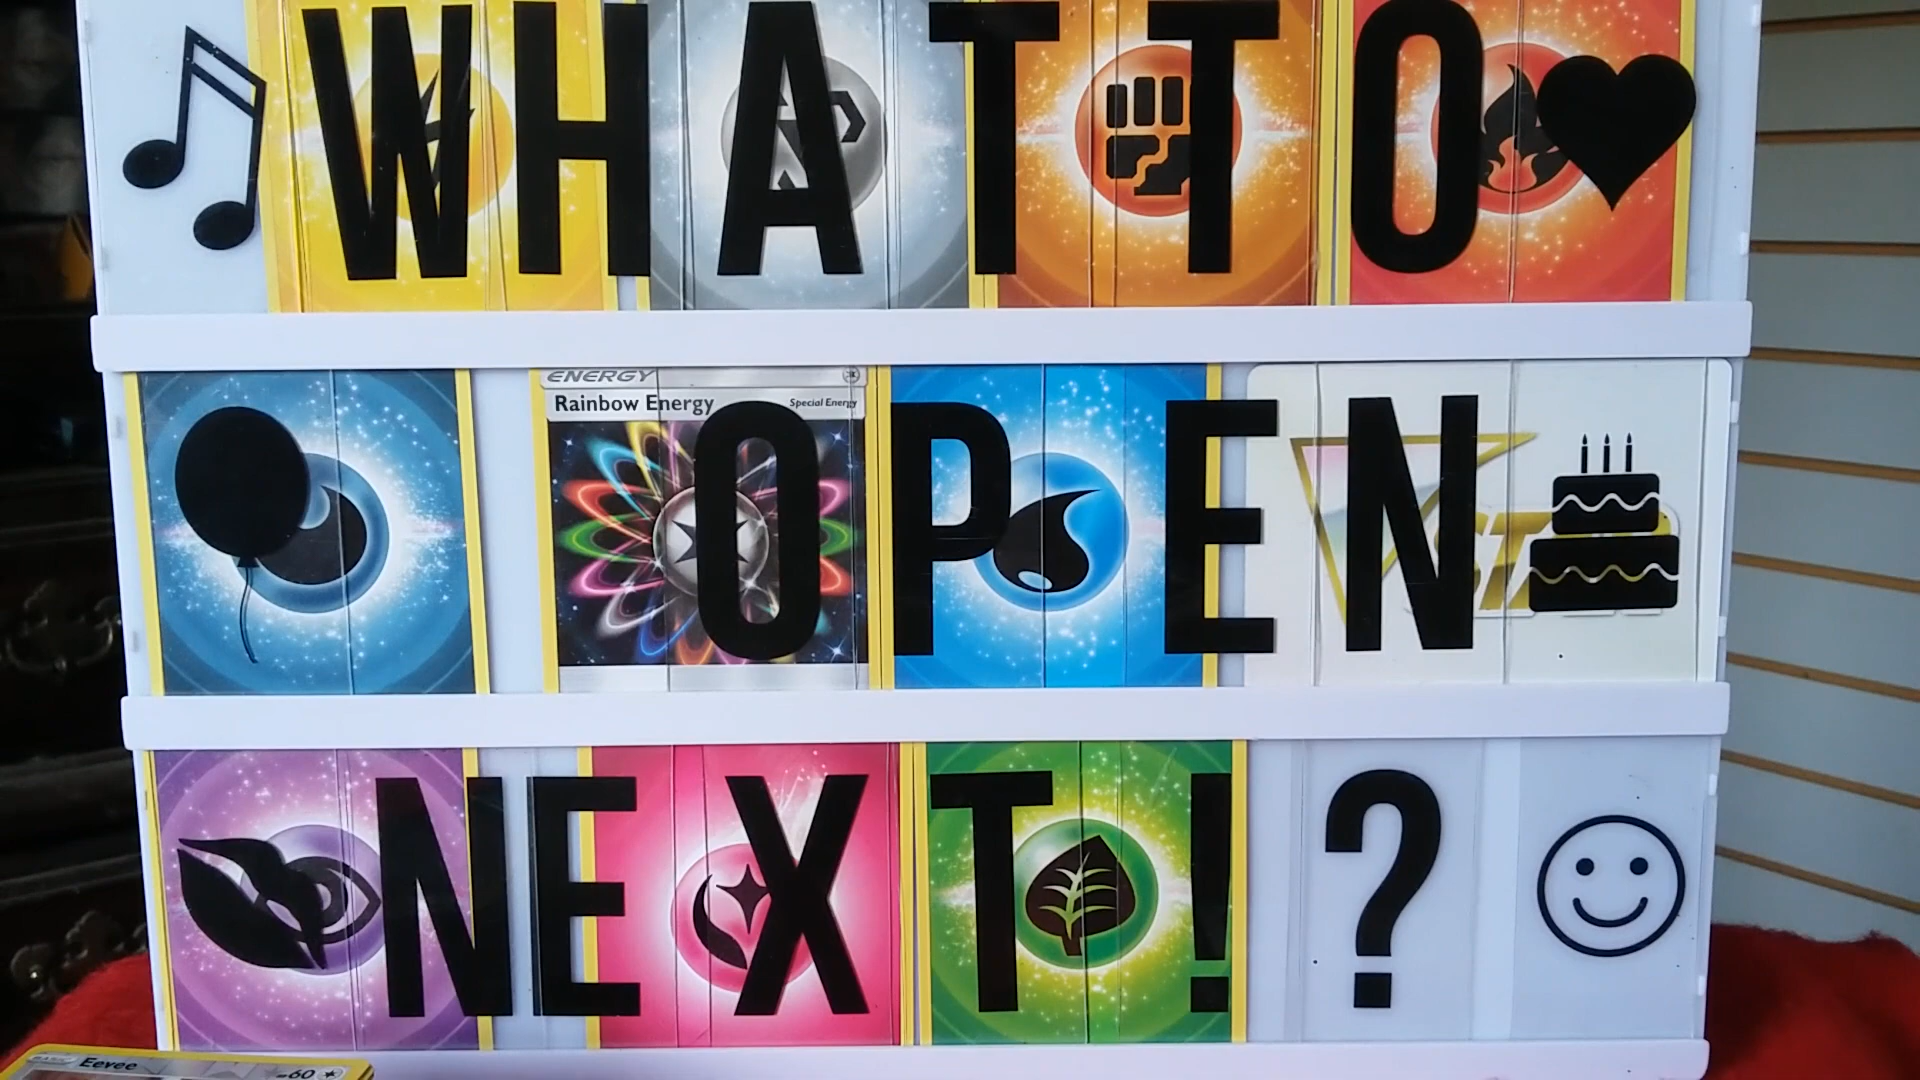 WHAT TO
ENERGY
Rainbow Energy Special Energy
OPEN
NEXT!?
Eevee 60